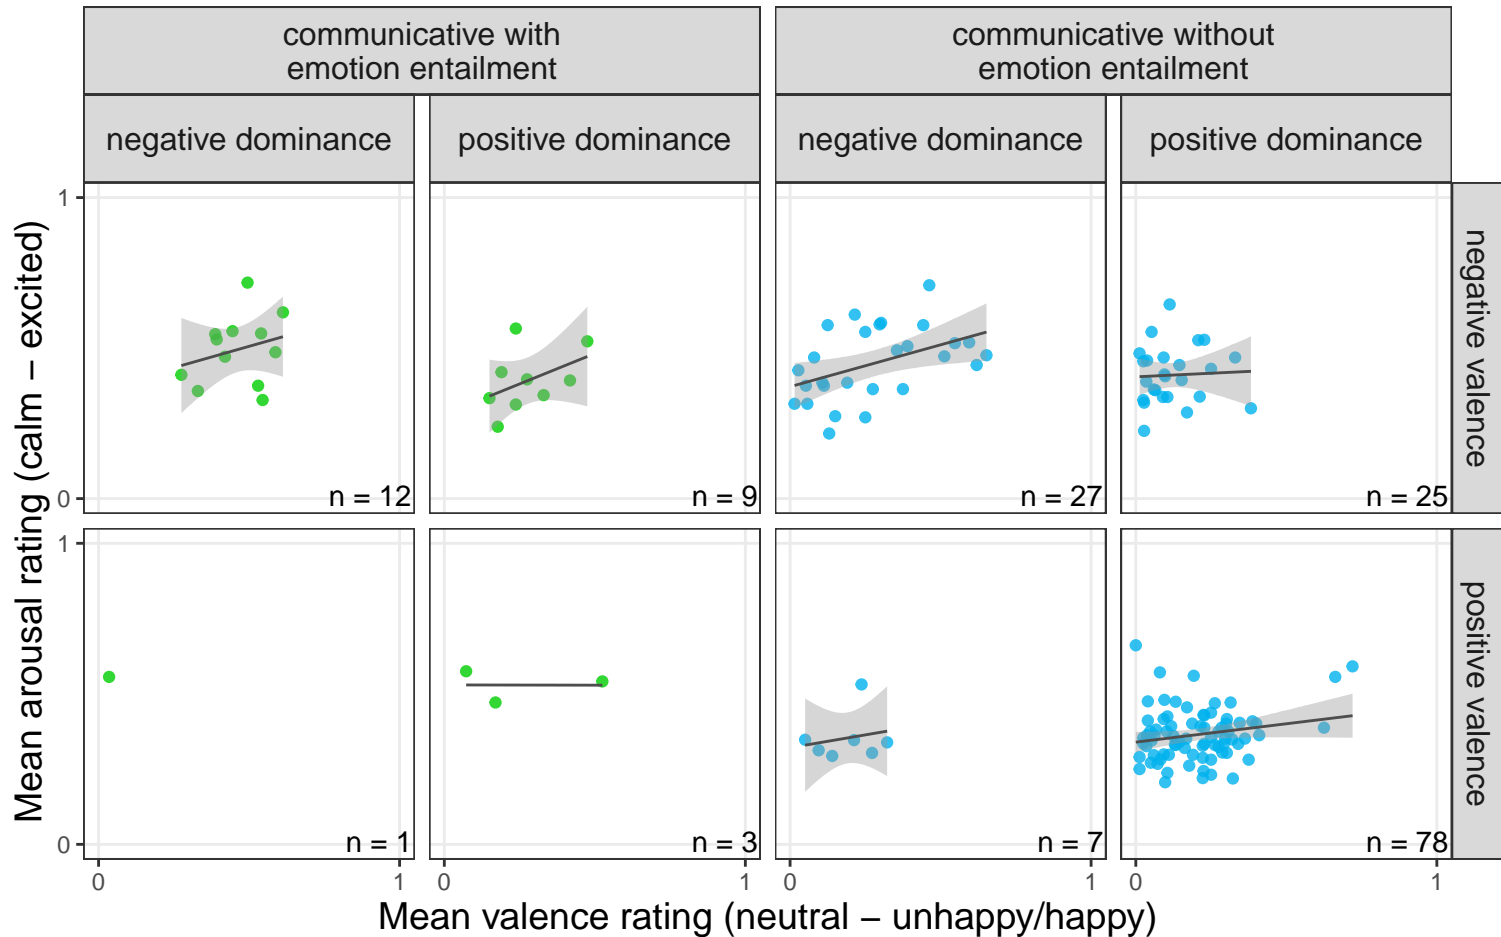 communicative with
emotion entailment
communicative without
emotion entailment
negative dominance
positive dominance
negative dominance
positive dominance
Mean arousal rating (calm – excited)
1
0
n = 12
n = 9
n = 27
n = 25
negative valence
1
0
n = 1
n = 3
n = 7
n = 78
positive valence
0
1
0
1
0
1
0
1
Mean valence rating (neutral – unhappy/happy)